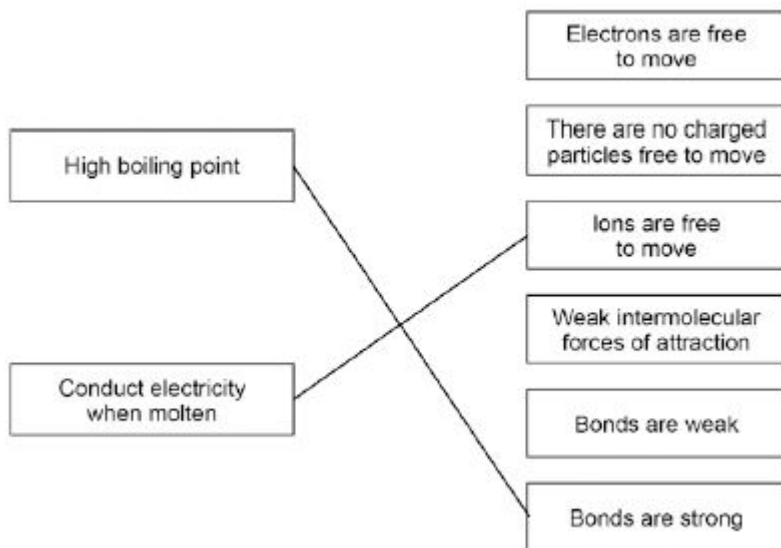 High boiling point
Conduct electricity
when molten
Electrons are free
to move
There are no charged
particles free to move
Ions are free
to move
Weak intermolecular
forces of attraction
Bonds are weak
Bonds are strong